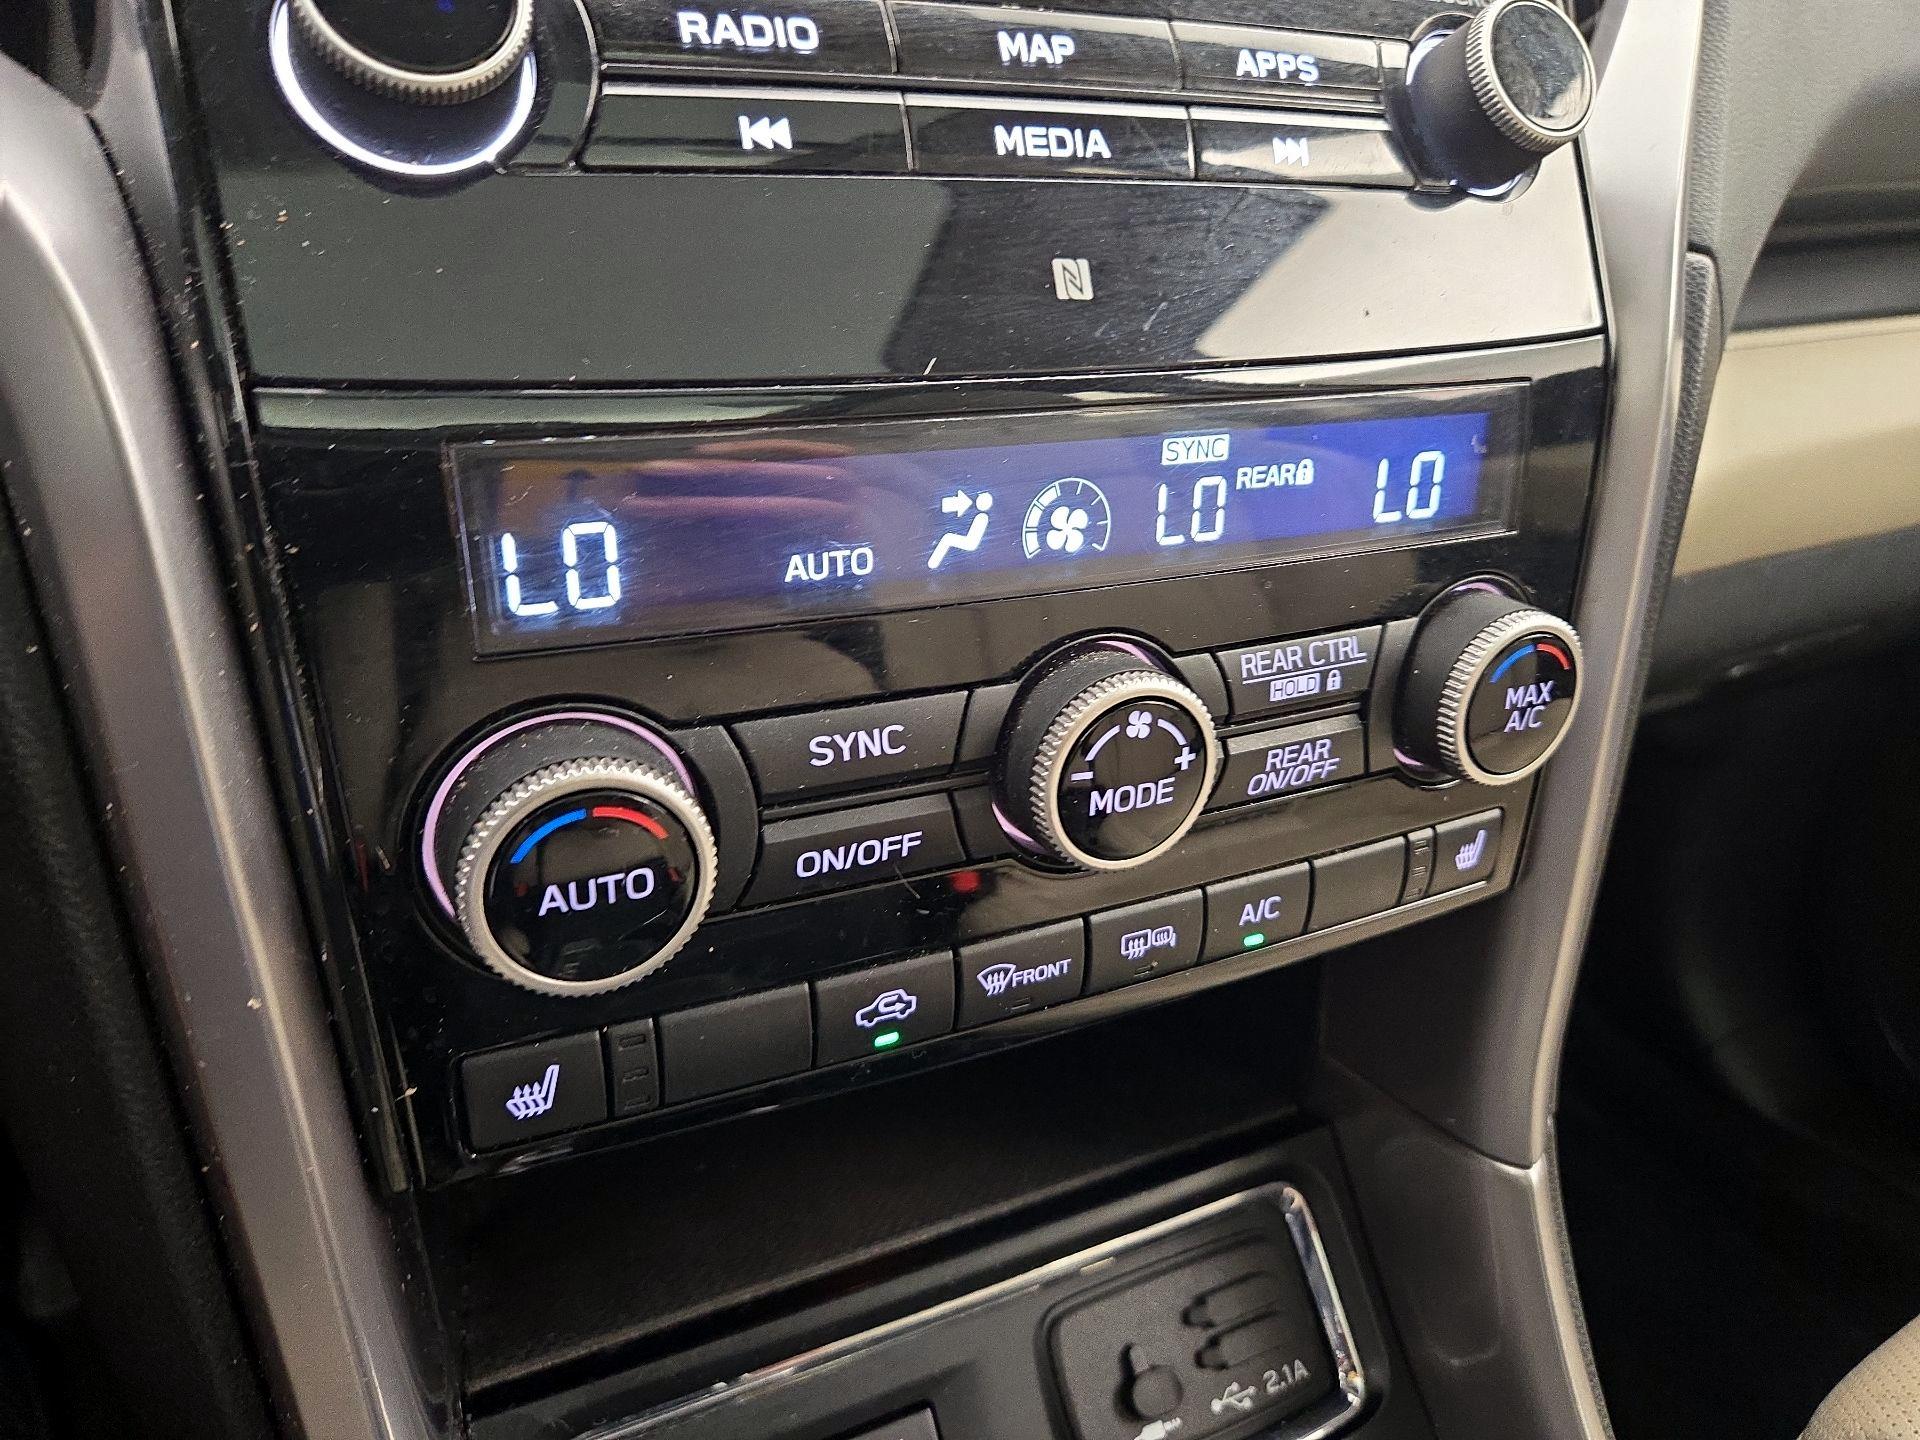 RADIO
MAP
APPS
MEDIA
SYNC
LO
AUTO
LO
REAR
LO
SYNC
REAR CTRL
HOLD
MAX
A/C
AUTO
ON/OFF
MODE
REAR
ON/OFF
FRONT
A/C
2.1A